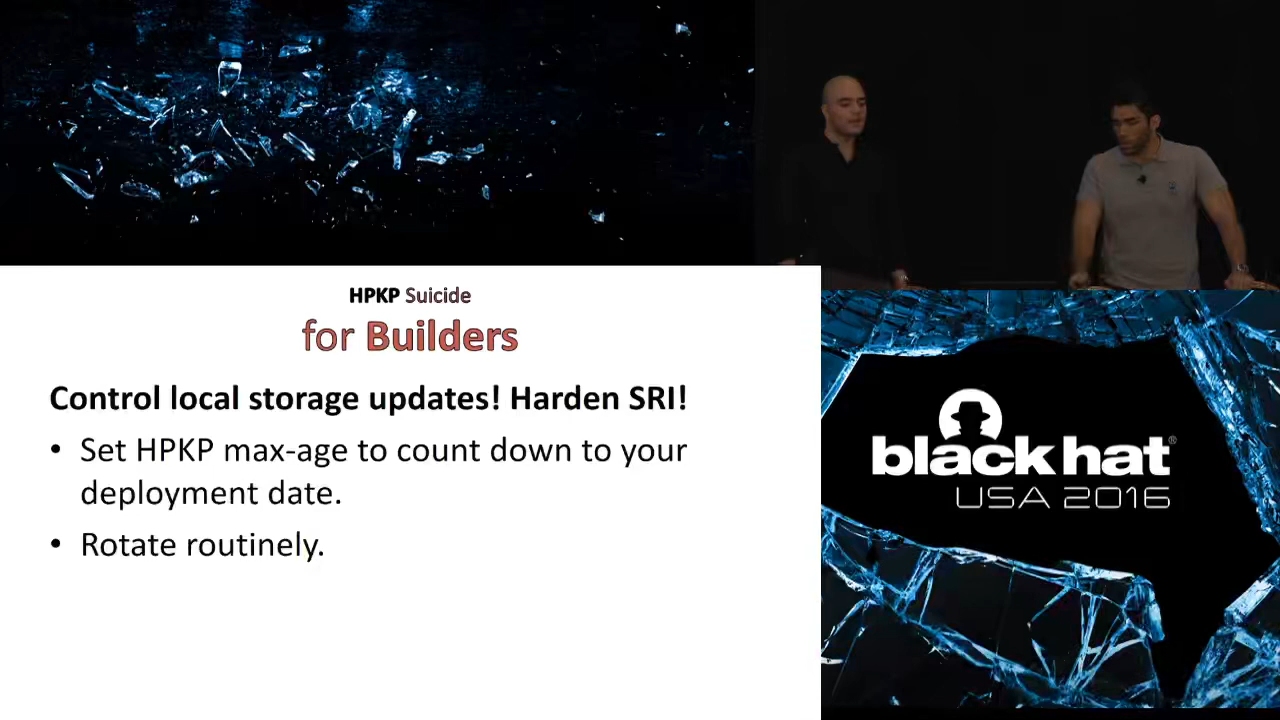 HPKP Suicide
for Builders
Control local storage updates! Harden SRI!
• Set HPKP max-age to count down to your
deployment date.
• Rotate routinely.
black hat®
USA 2016